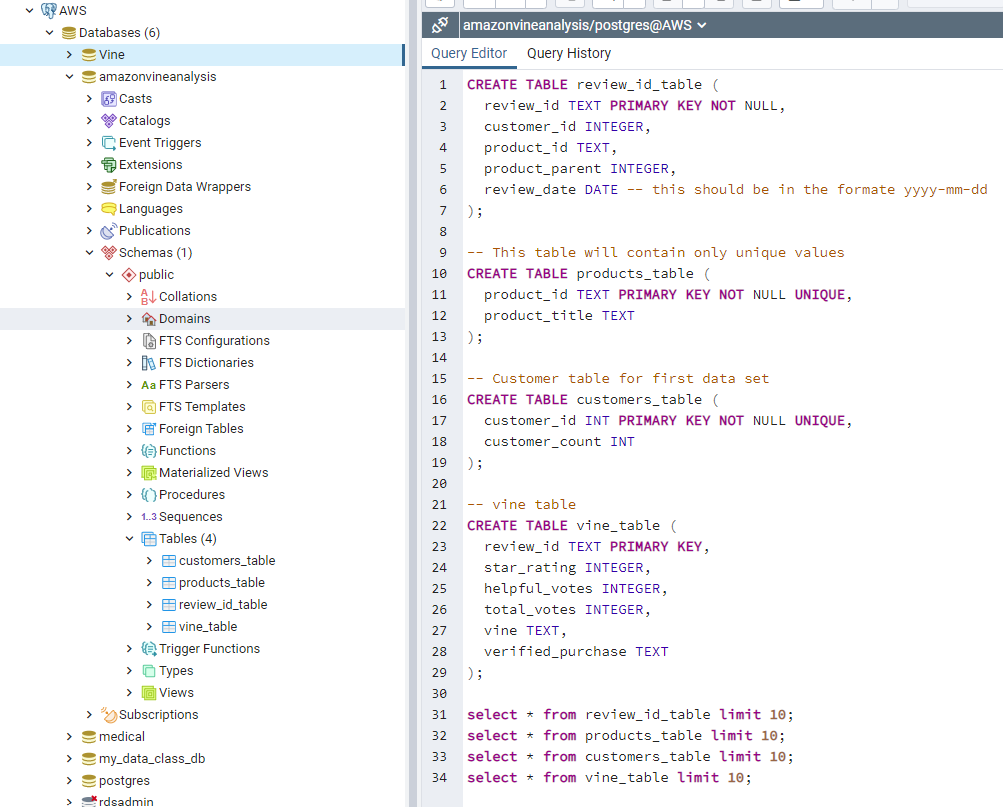 AWS
Databases (6)
Vine
amazonvineanalysis
Casts
Catalogs
Event Triggers
Extensions
Foreign Data Wrappers
Languages
Publications
Schemas (1)
public
Collations
Domains
FTS Configurations
FTS Dictionaries
Aa FTS Parsers
FTS Templates
Foreign Tables
Functions
Materialized Views
Procedures
1..3 Sequences
Tables (4)
customers_table
products_table
review_id_table
vine_table
Trigger Functions
Types
Views
Subscriptions
medical
my_data_class_db
postgres
rdsadmin
amazonvineanalysis/postgres@AWS
Query Editor Query History
1 CREATE TABLE review_id_table (
2 review_id TEXT PRIMARY KEY NOT NULL,
3 customer_id INTEGER,
4 product_id TEXT,
5 product_parent INTEGER,
6 review_date DATE -- this should be in the formate yyyy-mm-dd
7 );
8
9 -- This table will contain only unique values
10 CREATE TABLE products_table (
11 product_id TEXT PRIMARY KEY NOT NULL UNIQUE,
12 product_title TEXT
13 );
14
15 -- Customer table for first data set
16 CREATE TABLE customers_table (
17 customer_id INT PRIMARY KEY NOT NULL UNIQUE,
18 customer_count INT
19 );
20
21 -- vine table
22 CREATE TABLE vine_table (
23 review_id TEXT PRIMARY KEY,
24 star_rating INTEGER,
25 helpful_votes INTEGER,
26 total_votes INTEGER,
27 vine TEXT,
28 verified_purchase TEXT
29 );
30
31 select * from review_id_table limit 10;
32 select * from products_table limit 10;
33 select * from customers_table limit 10;
34 select * from vine_table limit 10;